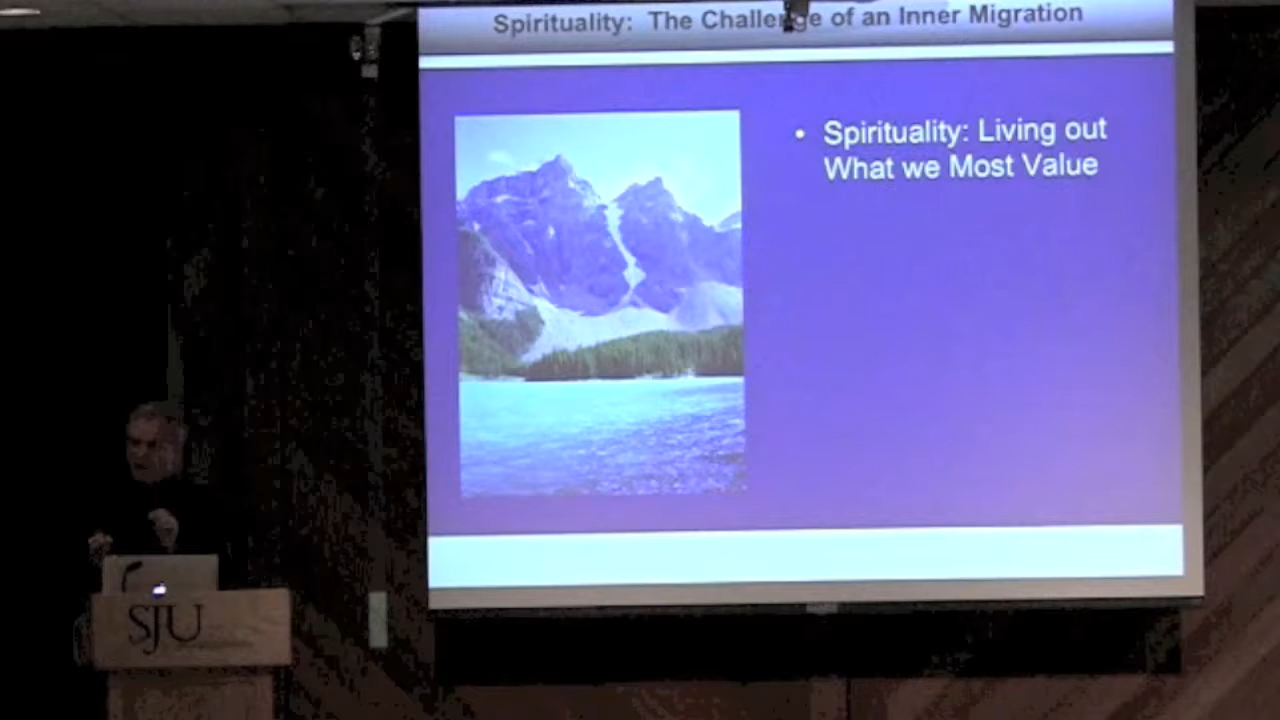 Spirituality: The Challenge of an Inner Migration
• Spirituality: Living out
What we Most Value
SJU